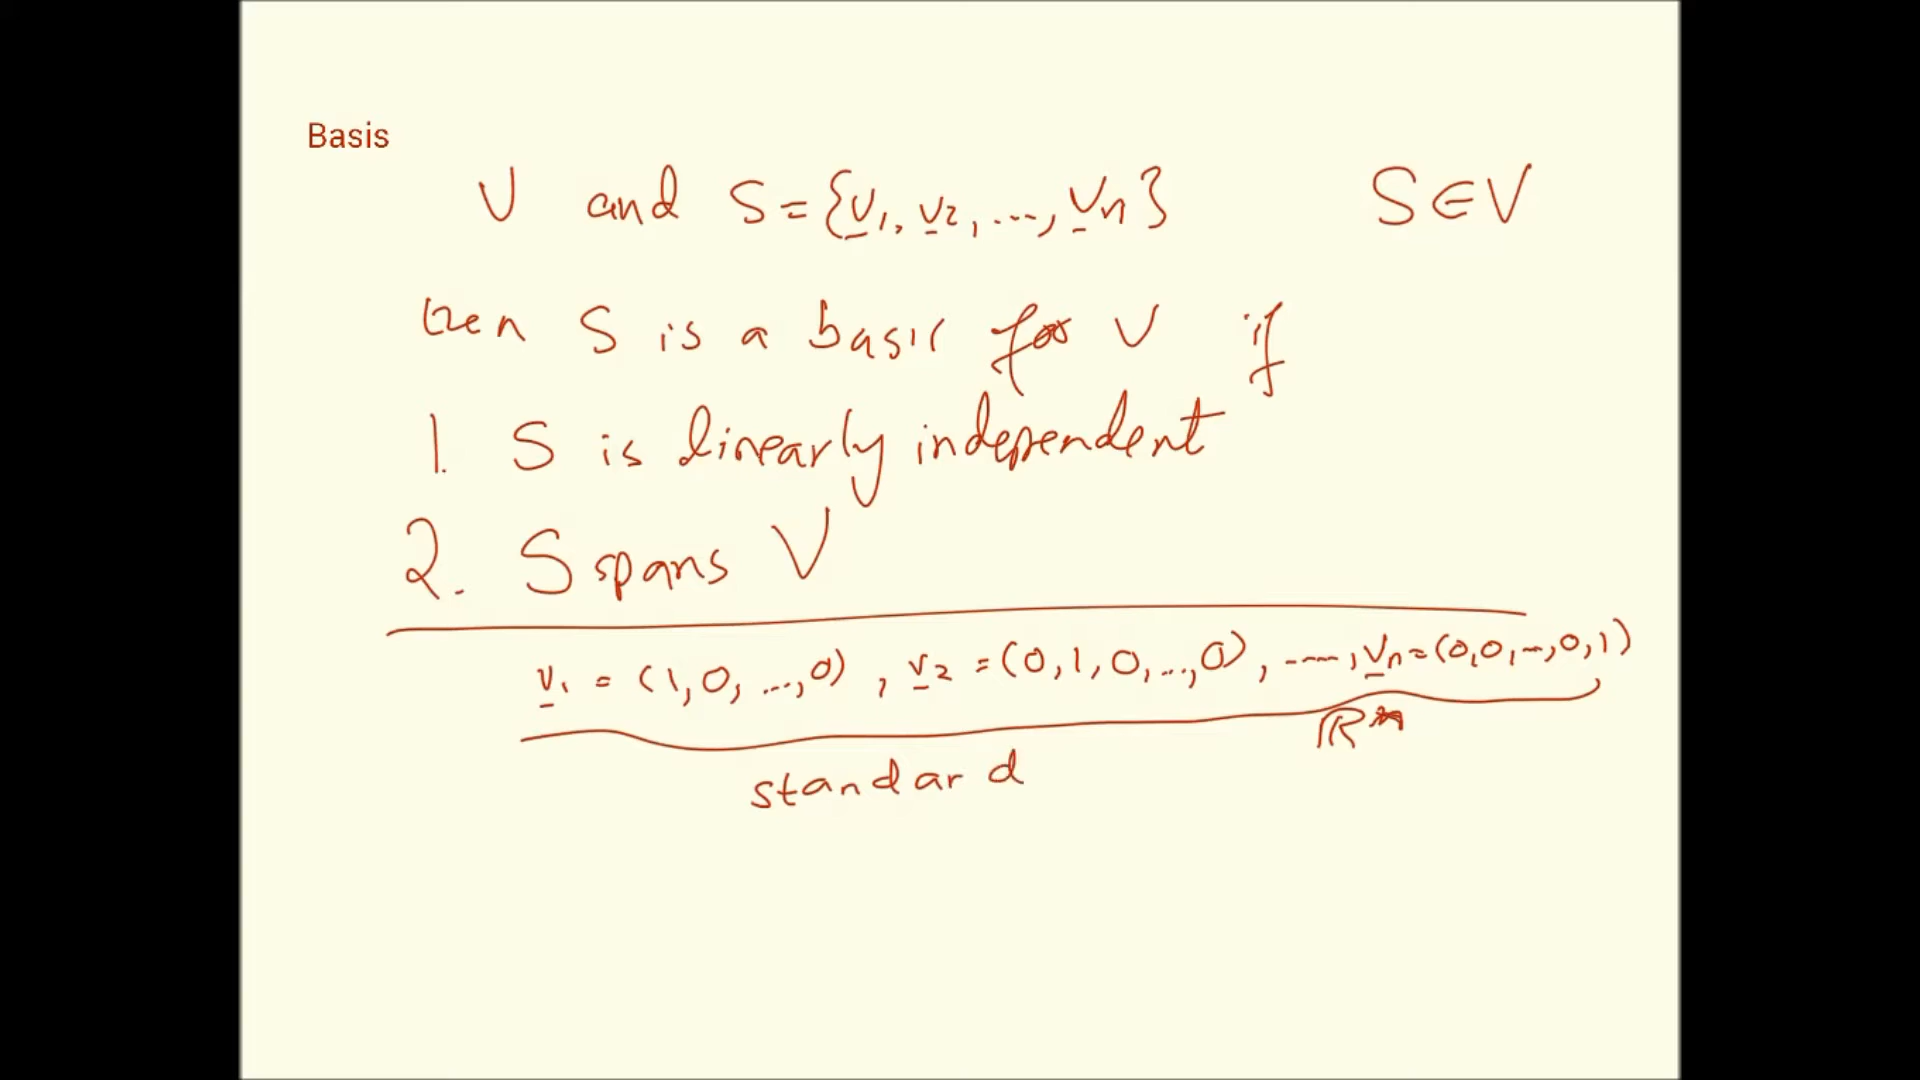 Basis
V and S = {v1, v2, ..., vn} S ∈ V
then S is a basis for V if
1. S is linearly independent
2. S spans V
v1 = (1, 0, ..., 0), v2 = (0, 1, 0, ..., 0), ----, vn = (0, 0, ..., 0, 1)
ℝⁿ
standard